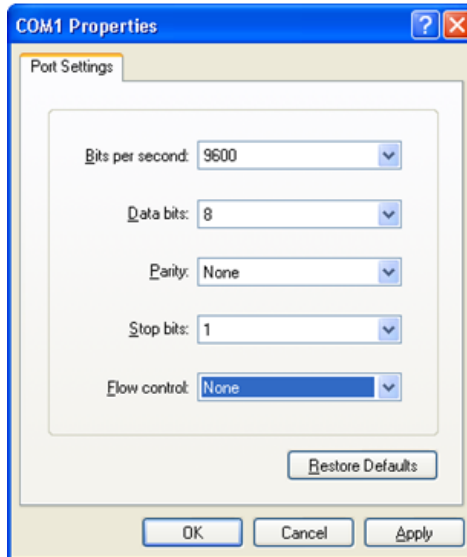 COM1 Properties
Port Settings
Bits per second: 9600
Data bits: 8
Parity: None
Stop bits: 1
Flow control: None
Restore Defaults
OK Cancel Apply